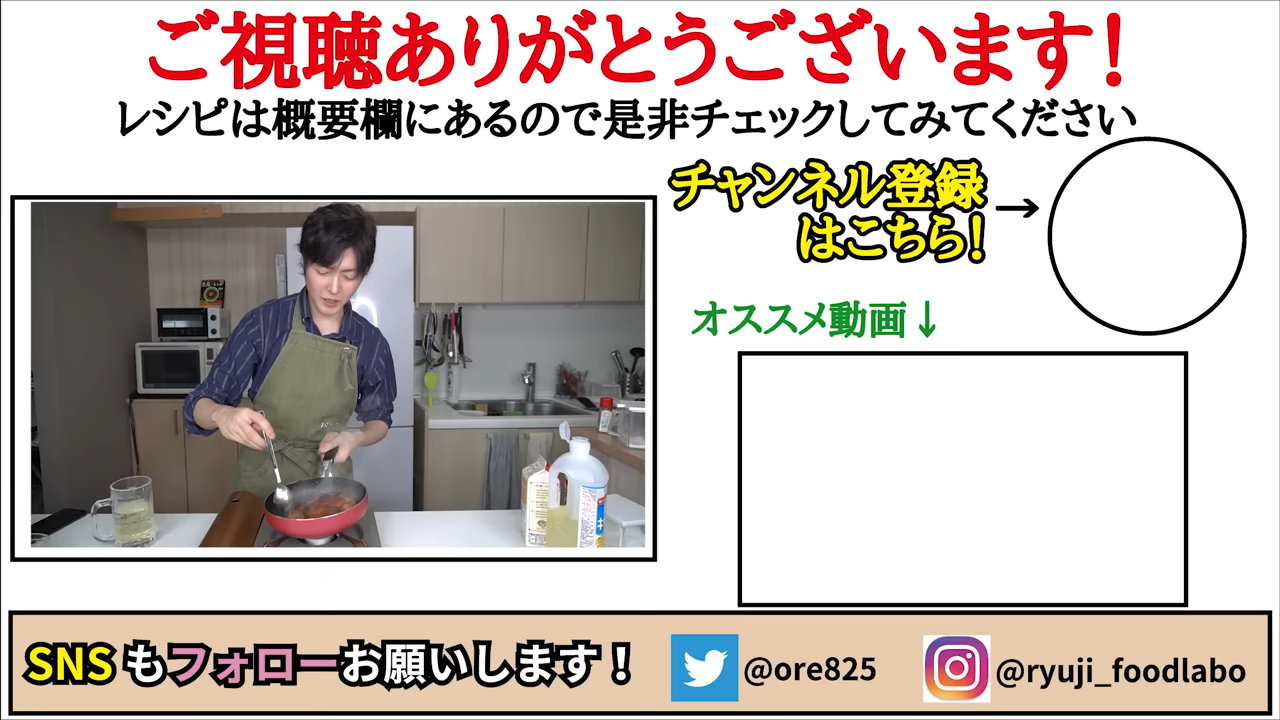 ご視聴ありがとうございます!
レシピは概要欄にあるので是非チェックしてみてください
チャンネル登録
はこちら!
→
オススメ動画↓
SNSもフォローお願いします!
@ore825
@ryuji_foodlabo